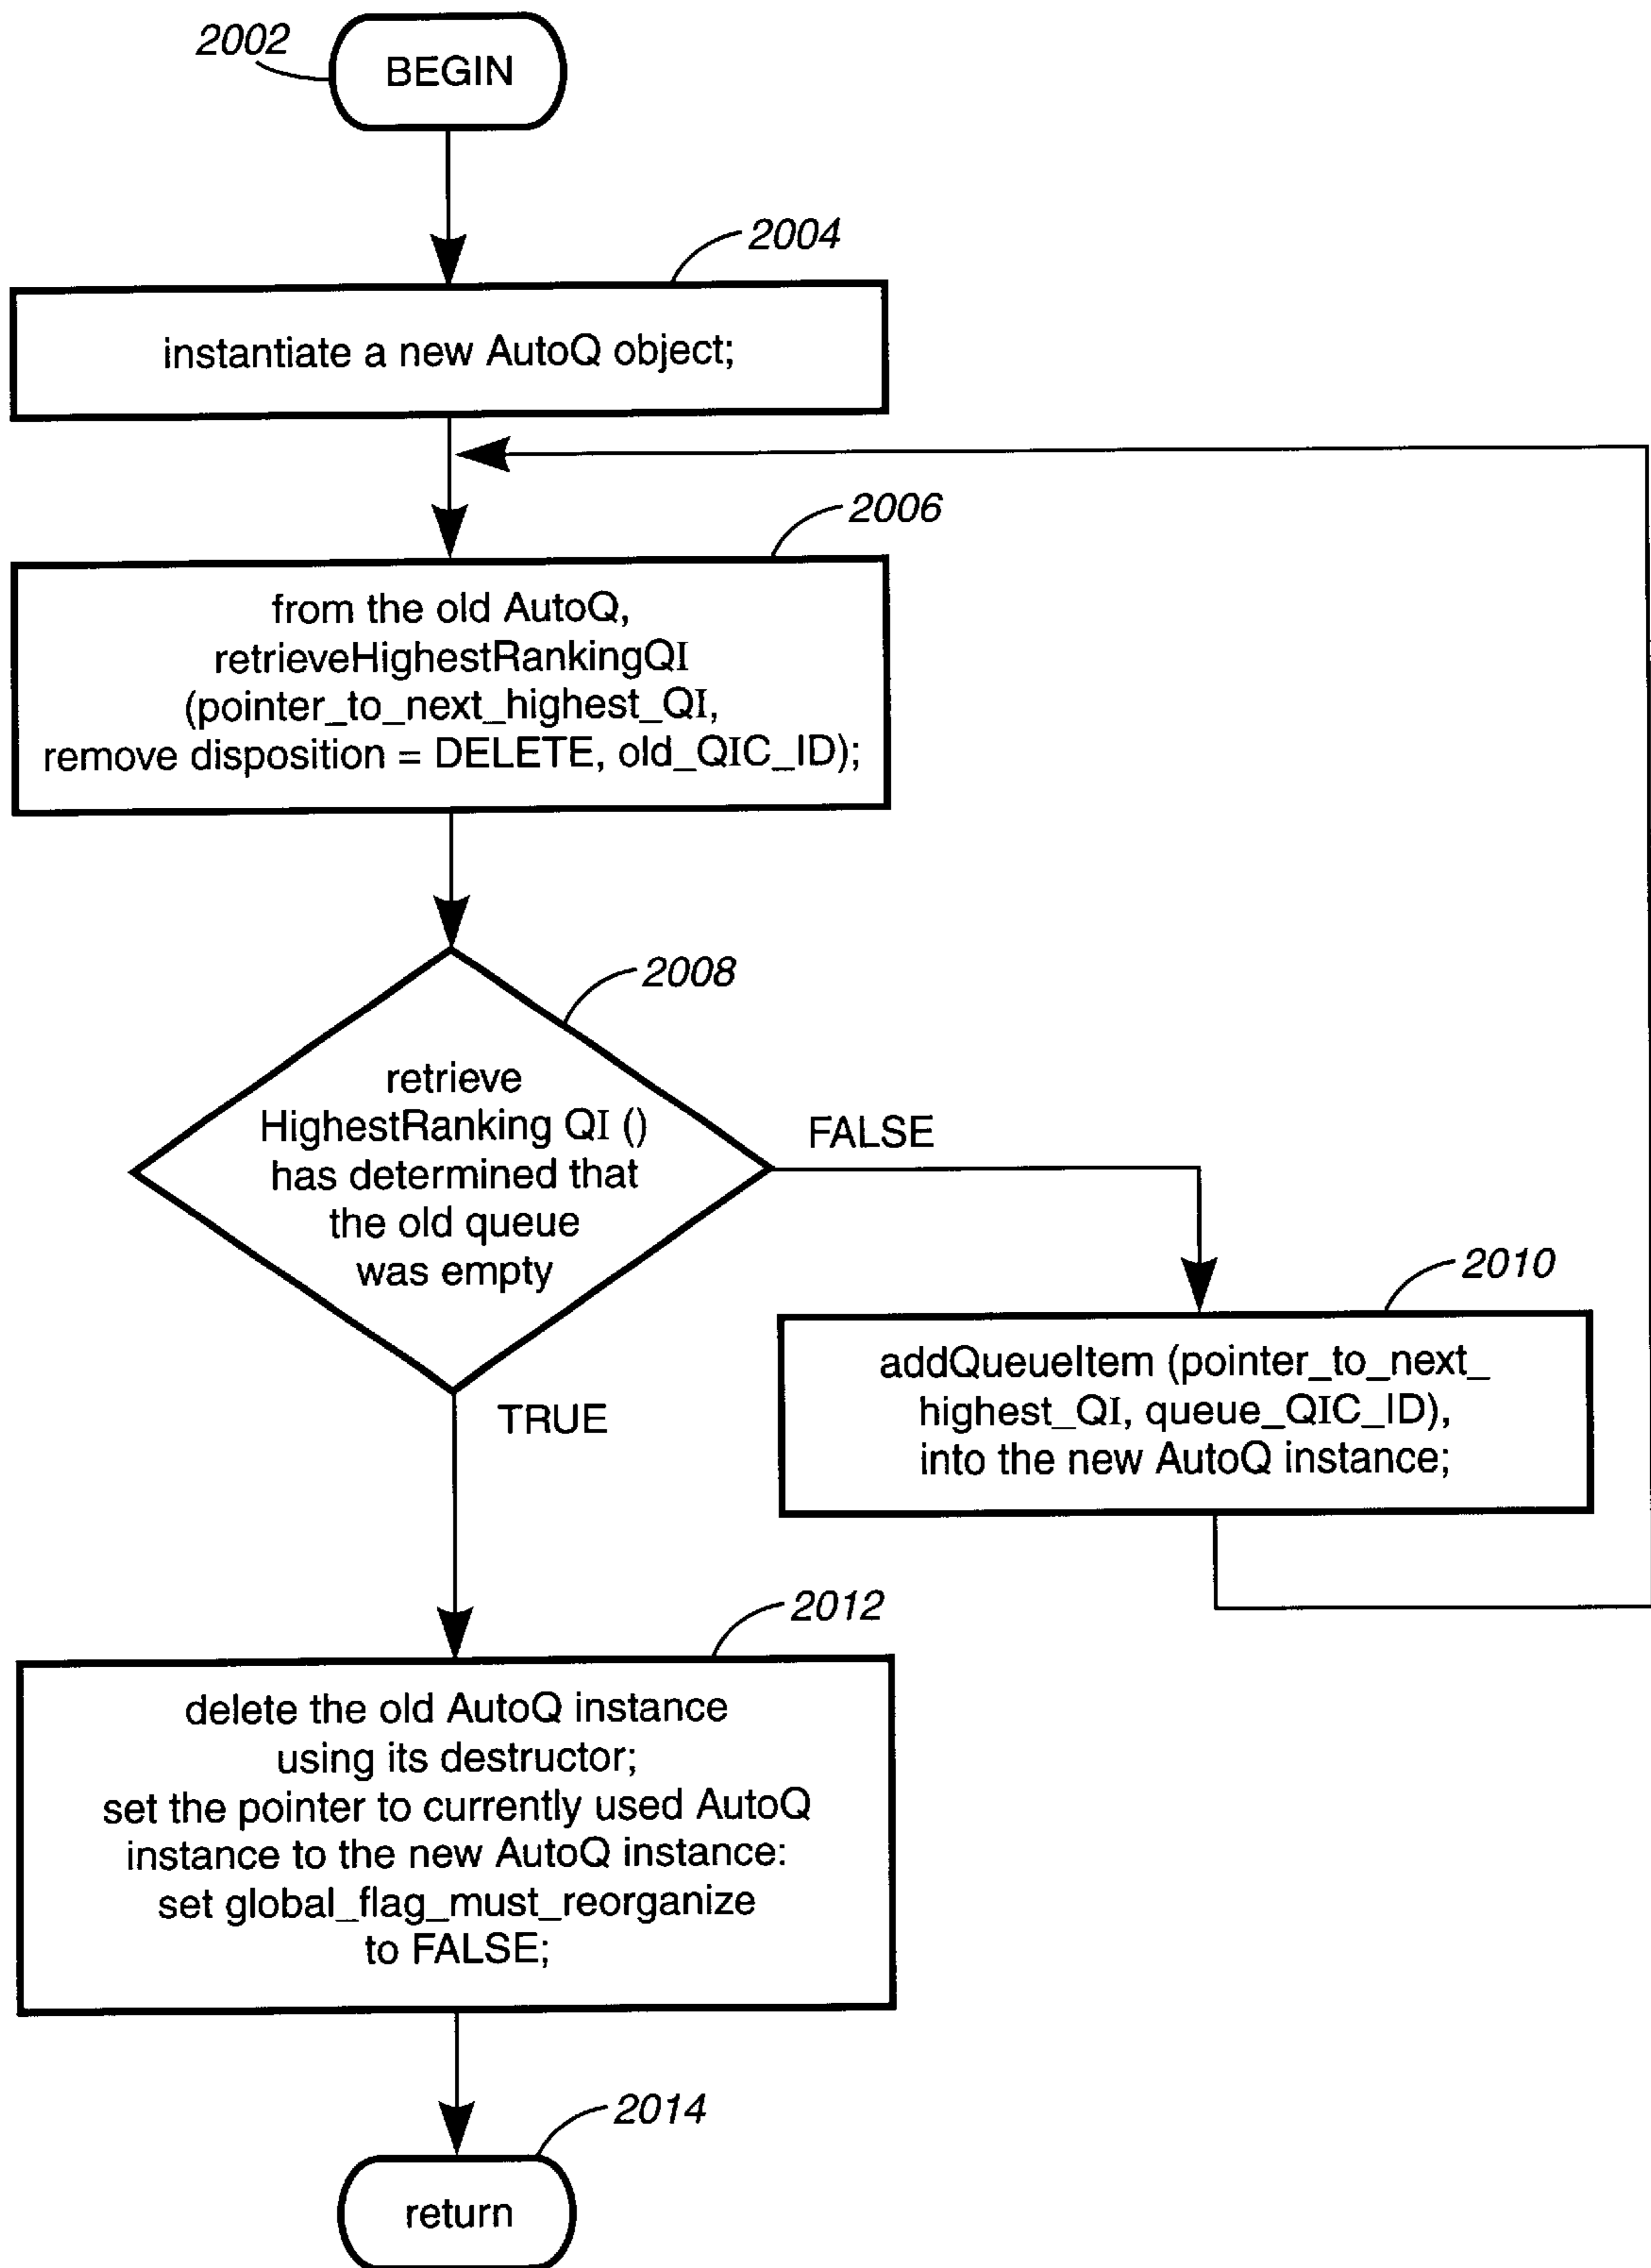 2002
BEGIN
2004
instantiate a new AutoQ object;
2006
from the old AutoQ,
retrieveHighestRankingQI
(pointer_to_next_highest_QI,
remove disposition = DELETE, old_QIC_ID);
2008
retrieve
HighestRanking QI ()
has determined that
the old queue
was empty
FALSE
TRUE
2010
addQueueItem (pointer_to_next_
highest_QI, queue_QIC_ID),
into the new AutoQ instance;
2012
delete the old AutoQ instance
using its destructor;
set the pointer to currently used AutoQ
instance to the new AutoQ instance:
set global_flag_must_reorganize
to FALSE;
2014
return